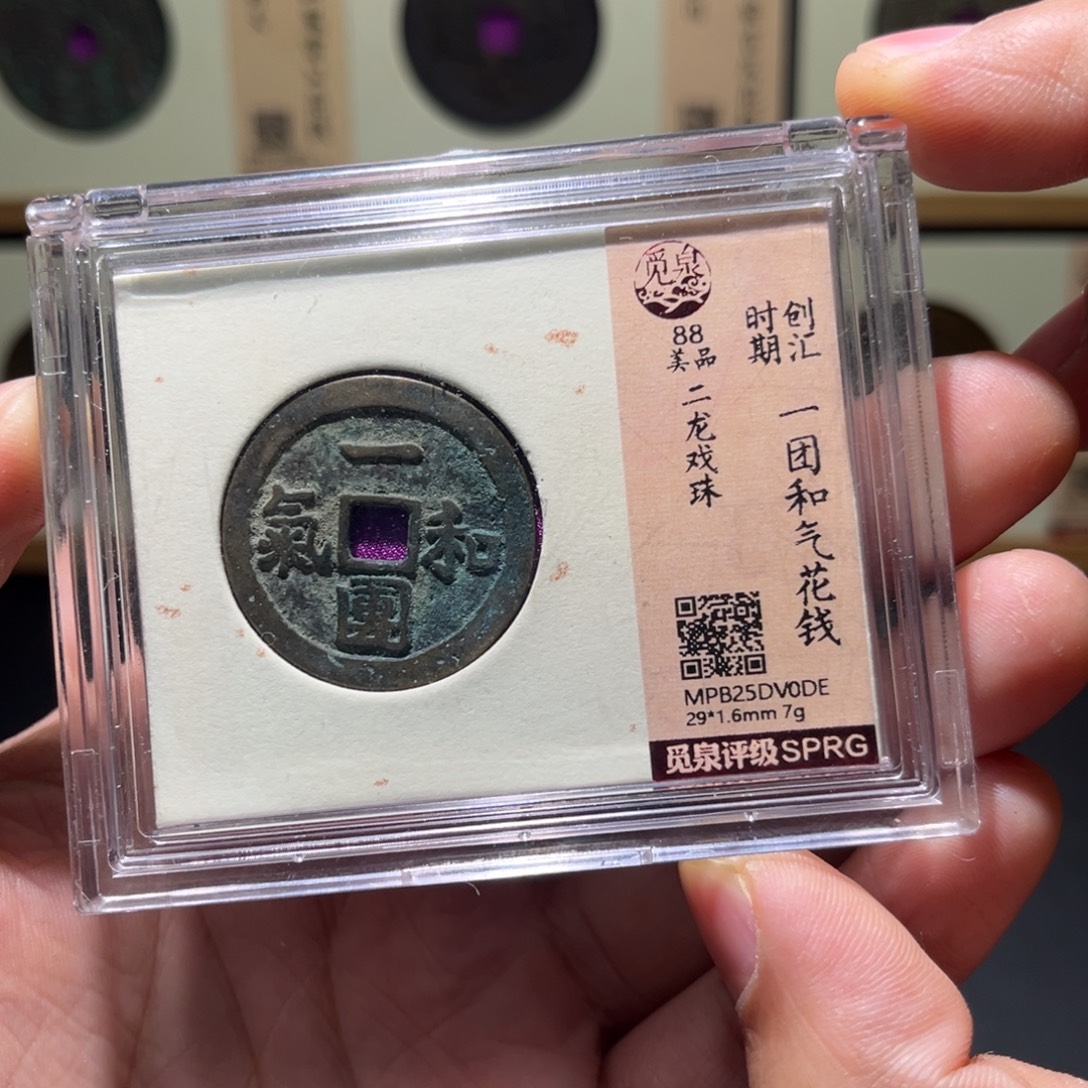 一
團
和
氣
觅泉
88
美品
二龙戏珠
创汇
时期
一团和气花钱
MPB25DV0DE
29*1.6mm 7g
觅泉评级SPRG